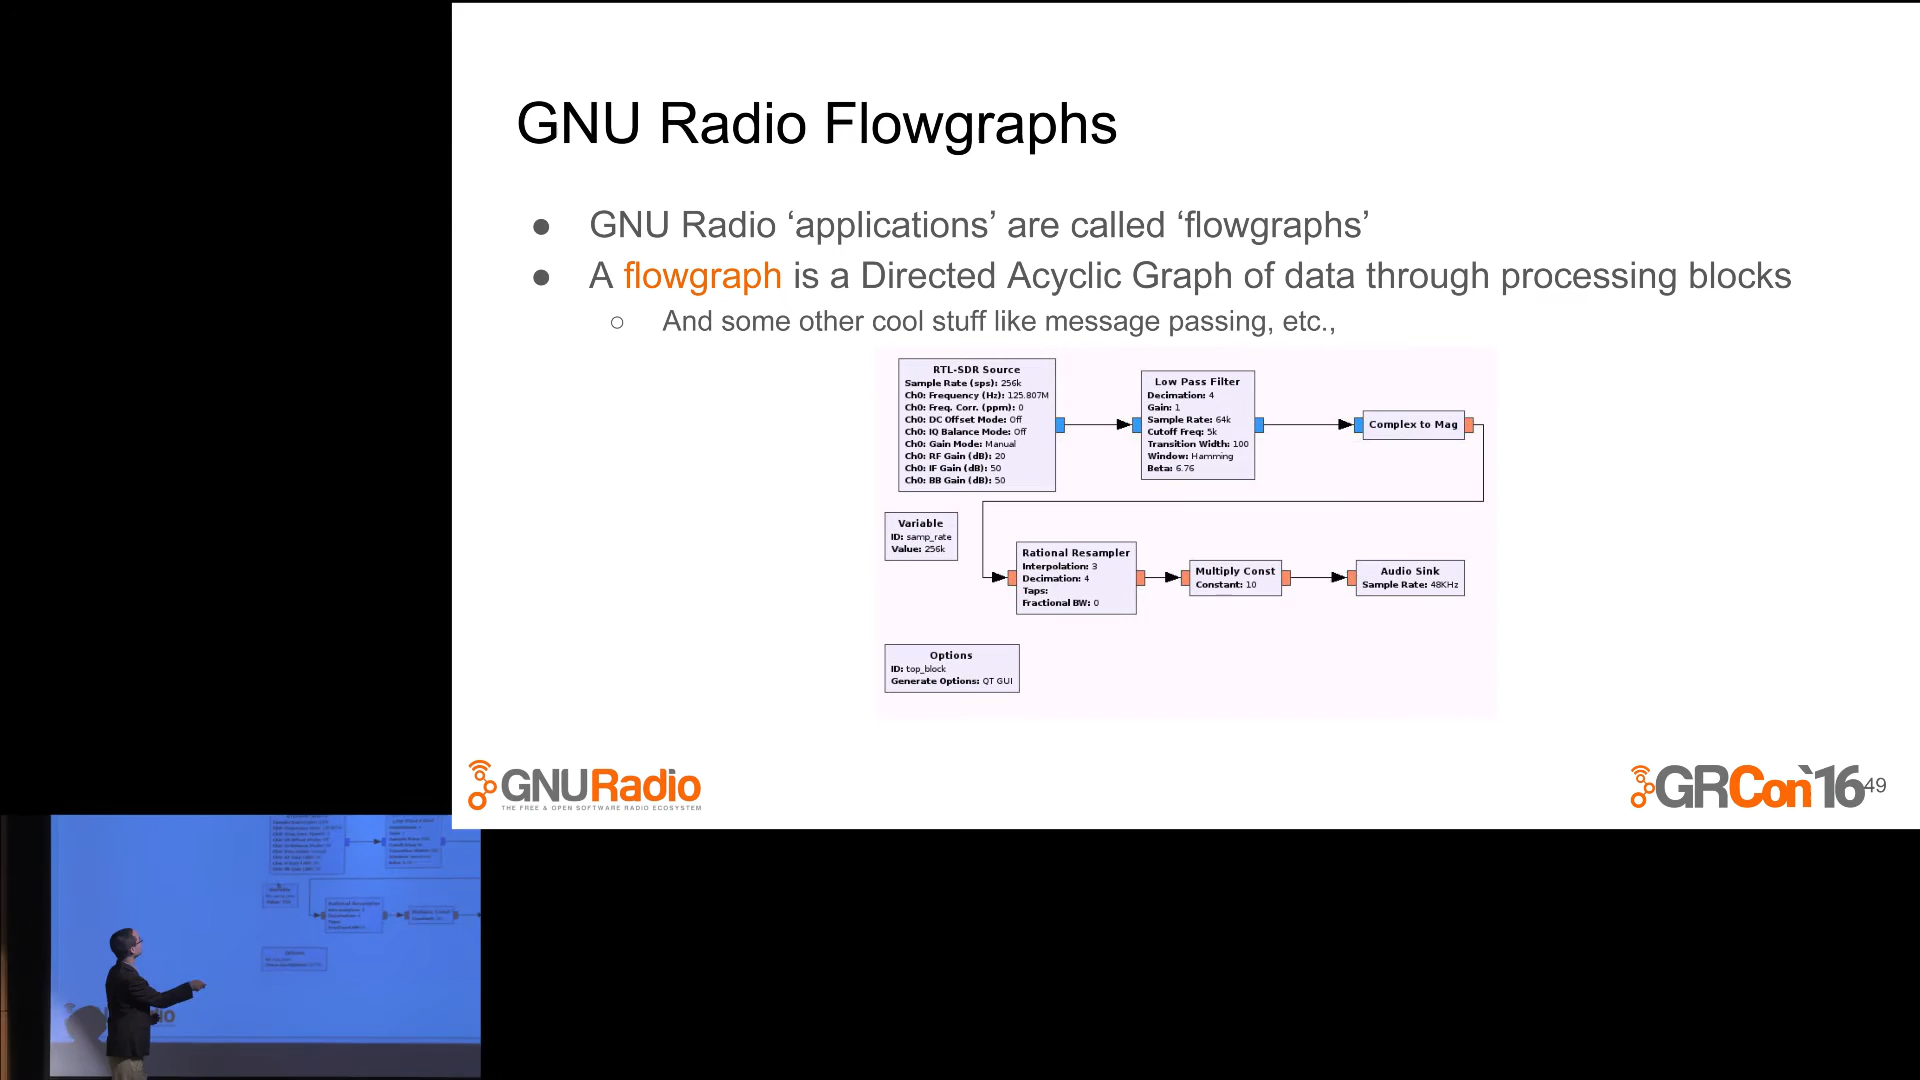 GNU Radio Flowgraphs
● GNU Radio ‘applications’ are called ‘flowgraphs’
● A flowgraph is a Directed Acyclic Graph of data through processing blocks
○ And some other cool stuff like message passing, etc.,
RTL-SDR Source
Sample Rate (sps): 256k
Ch0: Frequency (Hz): 125.807M
Ch0: Freq. Corr. (ppm): 0
Ch0: DC Offset Mode: Off
Ch0: IQ Balance Mode: Off
Ch0: Gain Mode: Manual
Ch0: RF Gain (dB): 20
Ch0: IF Gain (dB): 50
Ch0: BB Gain (dB): 50
Low Pass Filter
Decimation: 4
Gain: 1
Sample Rate: 64k
Cutoff Freq: 5k
Transition Width: 100
Window: Hamming
Beta: 6.76
Complex to Mag
Variable
ID: samp_rate
Value: 256k
Rational Resampler
Interpolation: 3
Decimation: 4
Taps:
Fractional BW: 0
Multiply Const
Constant: 10
Audio Sink
Sample Rate: 48KHz
Options
ID: top_block
Generate Options: QT GUI
GNURadio
THE FREE & OPEN SOFTWARE RADIO ECOSYSTEM
GRCon`16
49